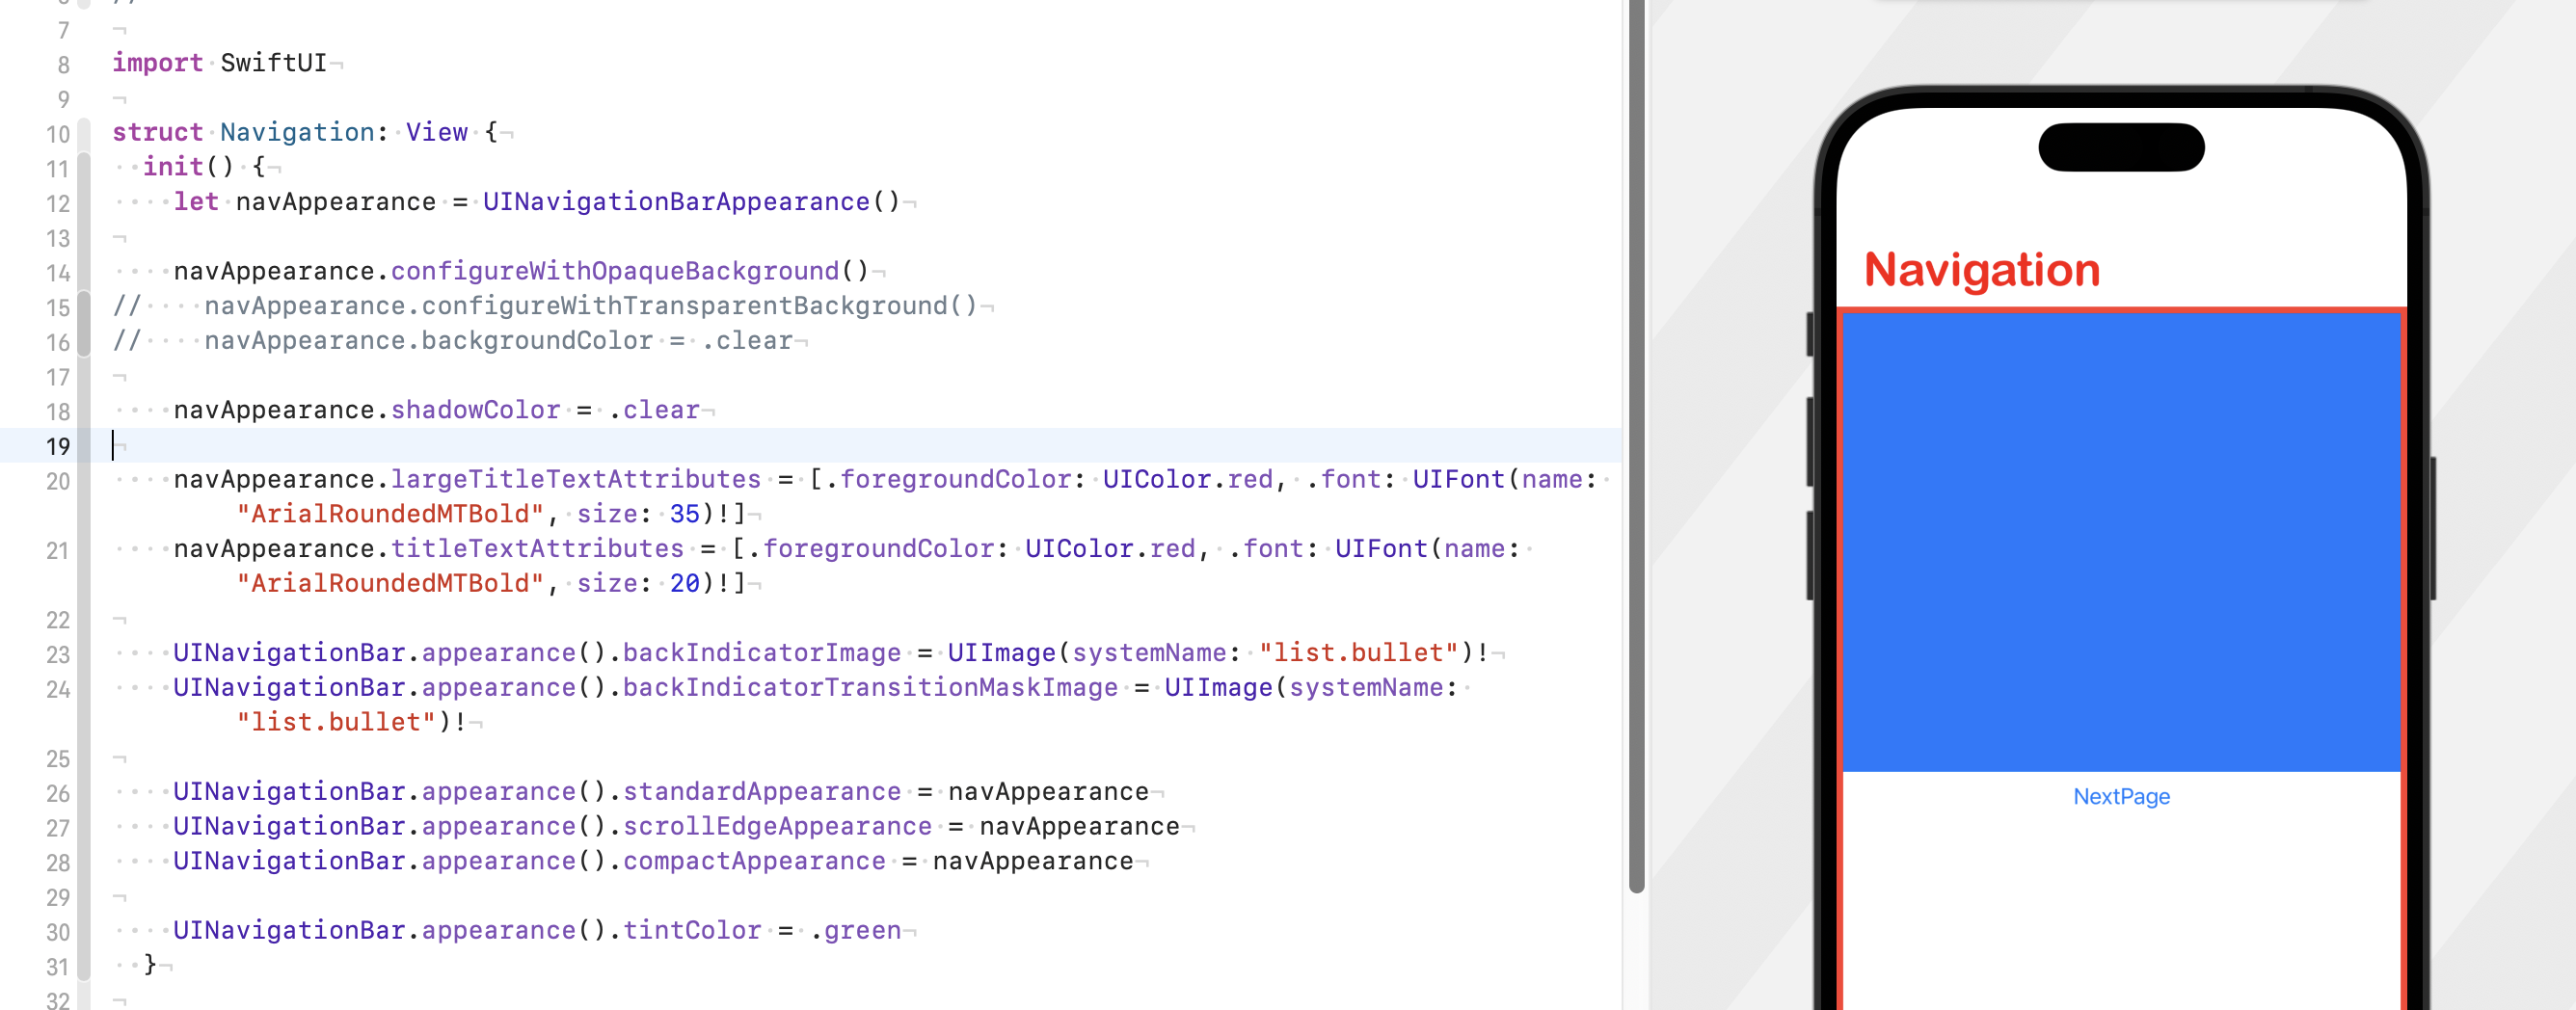 //
7
8 import SwiftUI
9
10 struct Navigation: View {
11 init() {
12 let navAppearance = UINavigationBarAppearance()
13
14 navAppearance.configureWithOpaqueBackground()
15 // navAppearance.configureWithTransparentBackground()
16 // navAppearance.backgroundColor = .clear
17
18 navAppearance.shadowColor = .clear
19
20 navAppearance.largeTitleTextAttributes = [.foregroundColor: UIColor.red, .font: UIFont(name:
"ArialRoundedMTBold", size: 35)!]
21 navAppearance.titleTextAttributes = [.foregroundColor: UIColor.red, .font: UIFont(name:
"ArialRoundedMTBold", size: 20)!]
22
23 UINavigationBar.appearance().backIndicatorImage = UIImage(systemName: "list.bullet")!
24 UINavigationBar.appearance().backIndicatorTransitionMaskImage = UIImage(systemName:
"list.bullet")!
25
26 UINavigationBar.appearance().standardAppearance = navAppearance
27 UINavigationBar.appearance().scrollEdgeAppearance = navAppearance
28 UINavigationBar.appearance().compactAppearance = navAppearance
29
30 UINavigationBar.appearance().tintColor = .green
31 }
32
Navigation
NextPage